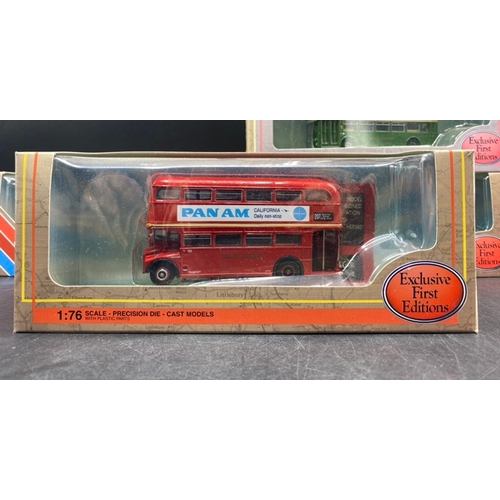 Exclusive
First
Editions
PAN AM
CALIFORNIA
Daily non-stop
Exclusive
First
Editions
Exclusive
First
Editions
1:76 SCALE - PRECISION DIE - CAST MODELS
WITH PLASTIC PARTS